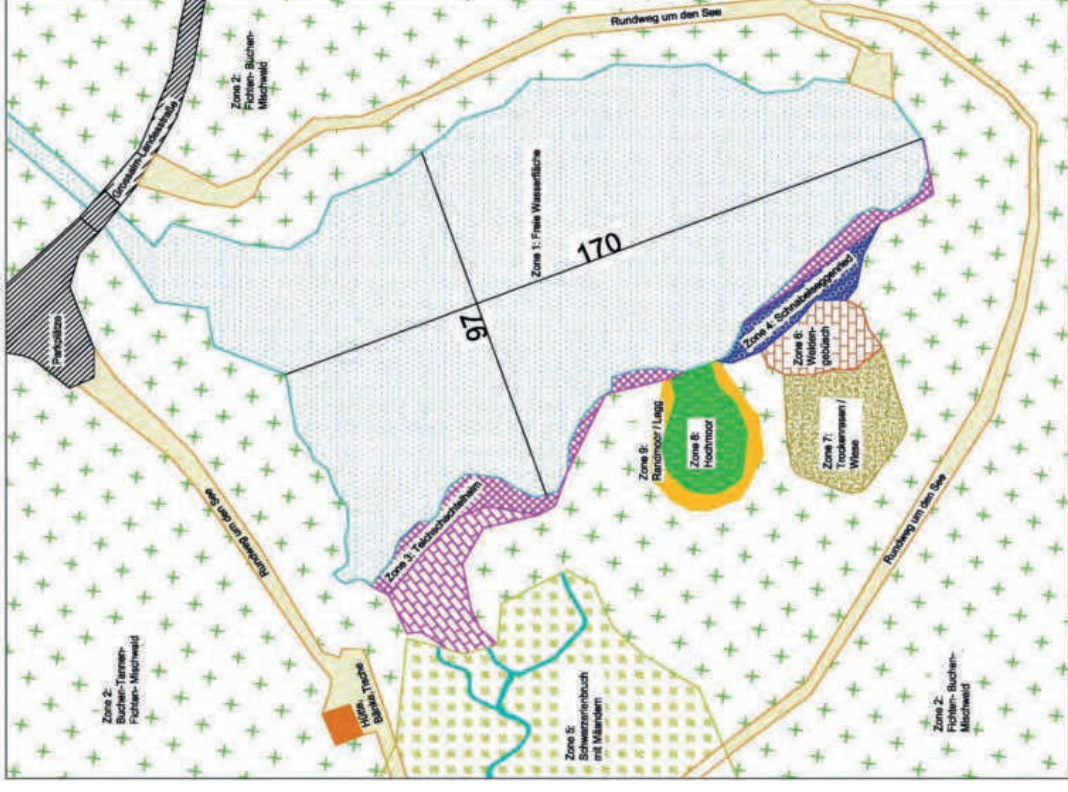 Rundweg um den See
Zone 2:
Fichten- Buchen-
Mischwald
Grosselm-Landesstraße
Parkplätze
Zone 1: Freie Wasserfläche
170
97
Zone 4: Schnabelseggenried
Zone 6:
Weiden-
gebüsch
Zone 9:
Randmoor / Lagg
Zone 8:
Hochmoor
Zone 7:
Trockenrasen /
Wiese
Rundweg um den See
Zone 3: Teichschachtelhalm
Rundweg um den See
Zone 2:
Buchen-Tannen-
Fichten- Mischwald
Hütte,
Bänke, Tische
Zone 5:
Schwarzerlenbruch
mit Mäandern
Zone 2:
Fichten- Buchen-
Mischwald